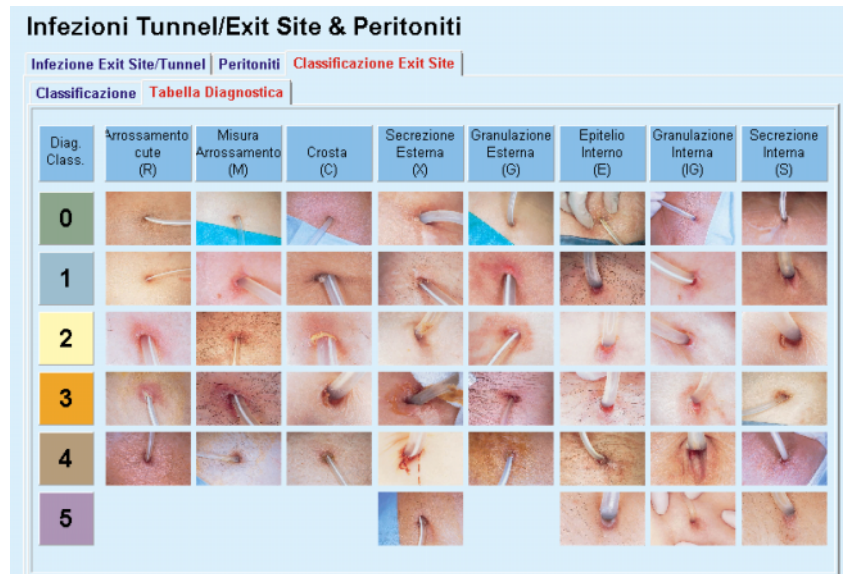 Infezioni Tunnel/Exit Site & Peritoniti
Infezione Exit Site/Tunnel Peritoniti Classificazione Exit Site
Classificazione Tabella Diagnostica
Diag. Class.
Arrossamento cute (R)
Misura Arrossamento (M)
Crosta (C)
Secrezione Esterna (X)
Granulazione Esterna (G)
Epitelio Interno (E)
Granulazione Interna (IG)
Secrezione Interna (S)
0
1
2
3
4
5